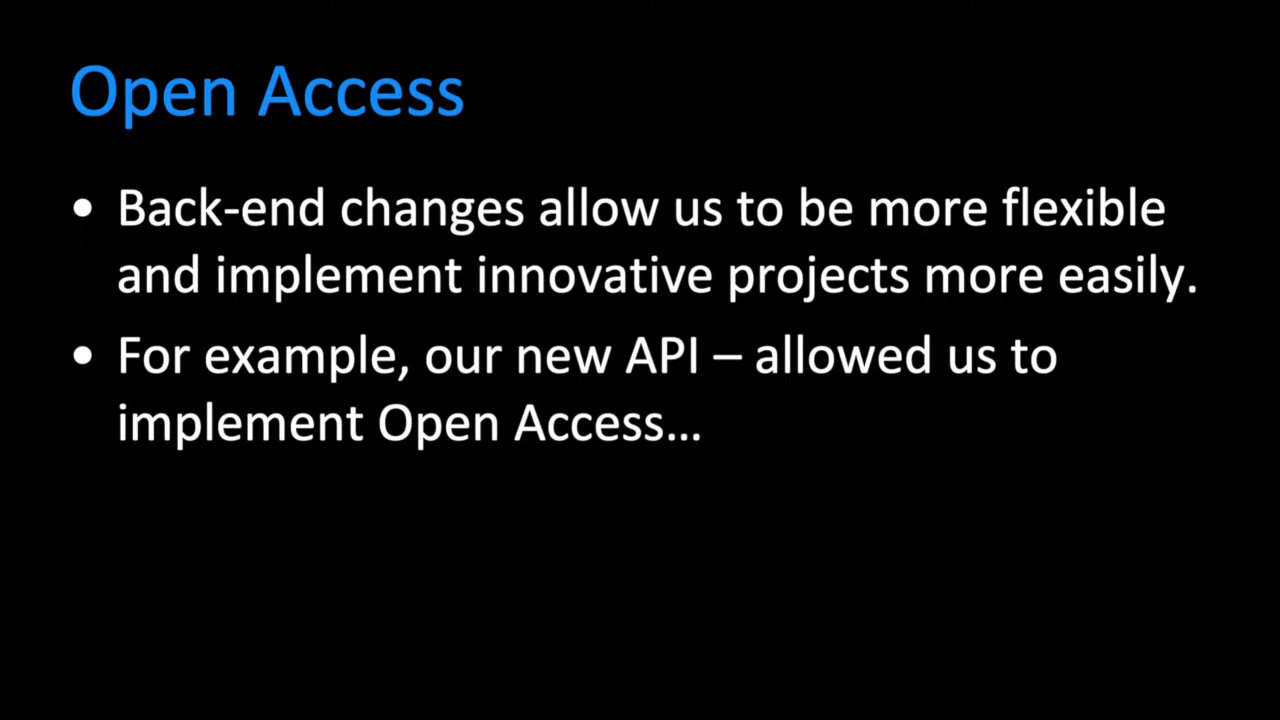 Open Access
• Back-end changes allow us to be more flexible
and implement innovative projects more easily.
• For example, our new API – allowed us to
implement Open Access…